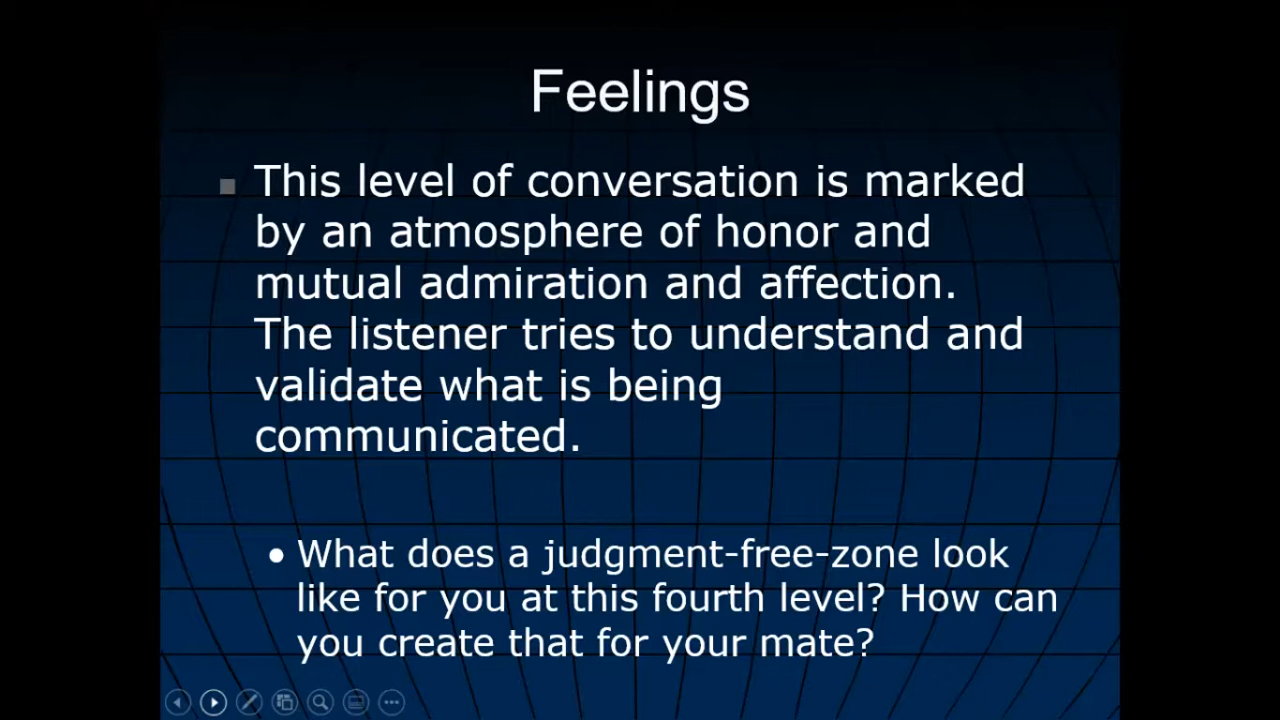 Feelings
This level of conversation is marked
by an atmosphere of honor and
mutual admiration and affection.
The listener tries to understand and
validate what is being
communicated.
What does a judgment-free-zone look
like for you at this fourth level? How can
you create that for your mate?